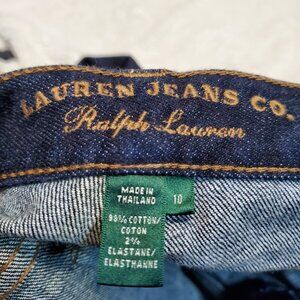 LAUREN JEANS CO.
Ralph Lauren
MADE IN
THAILAND
10
98% COTTON/
COTON
2%
ELASTANE/
ELASTHANNE